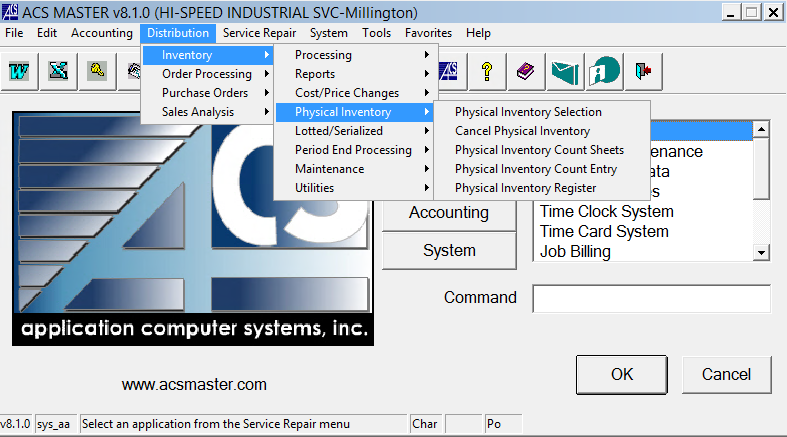 ACS MASTER v8.1.0 (HI-SPEED INDUSTRIAL SVC-Millington)
File Edit Accounting Distribution Service Repair System Tools Favorites Help
Inventory
Order Processing
Purchase Orders
Sales Analysis
Processing
Reports
Cost/Price Changes
Physical Inventory
Lotted/Serialized
Period End Processing
Maintenance
Utilities
Physical Inventory Selection
Cancel Physical Inventory
Physical Inventory Count Sheets
Physical Inventory Count Entry
Physical Inventory Register
Accounting
System
Time Clock System
Time Card System
Job Billing
Command
ACS
application computer systems, inc.
www.acsmaster.com
OK Cancel
v8.1.0 sys_aa Select an application from the Service Repair menu Char Po